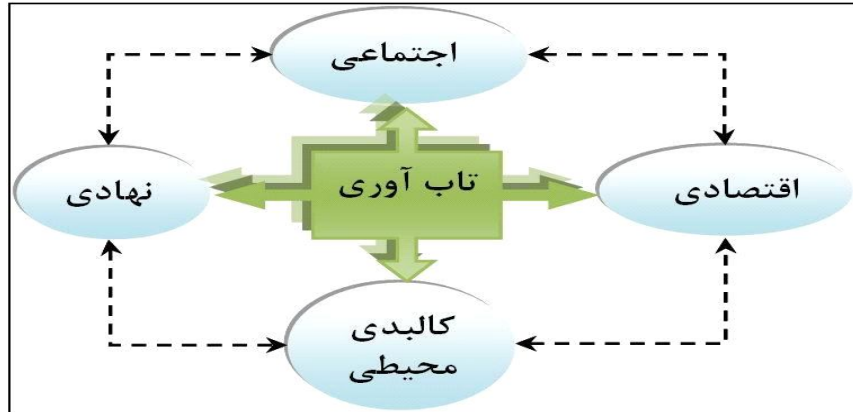 اجتماعی
اقتصادی
تاب آوری
نهادی
کالبدی
محیطی